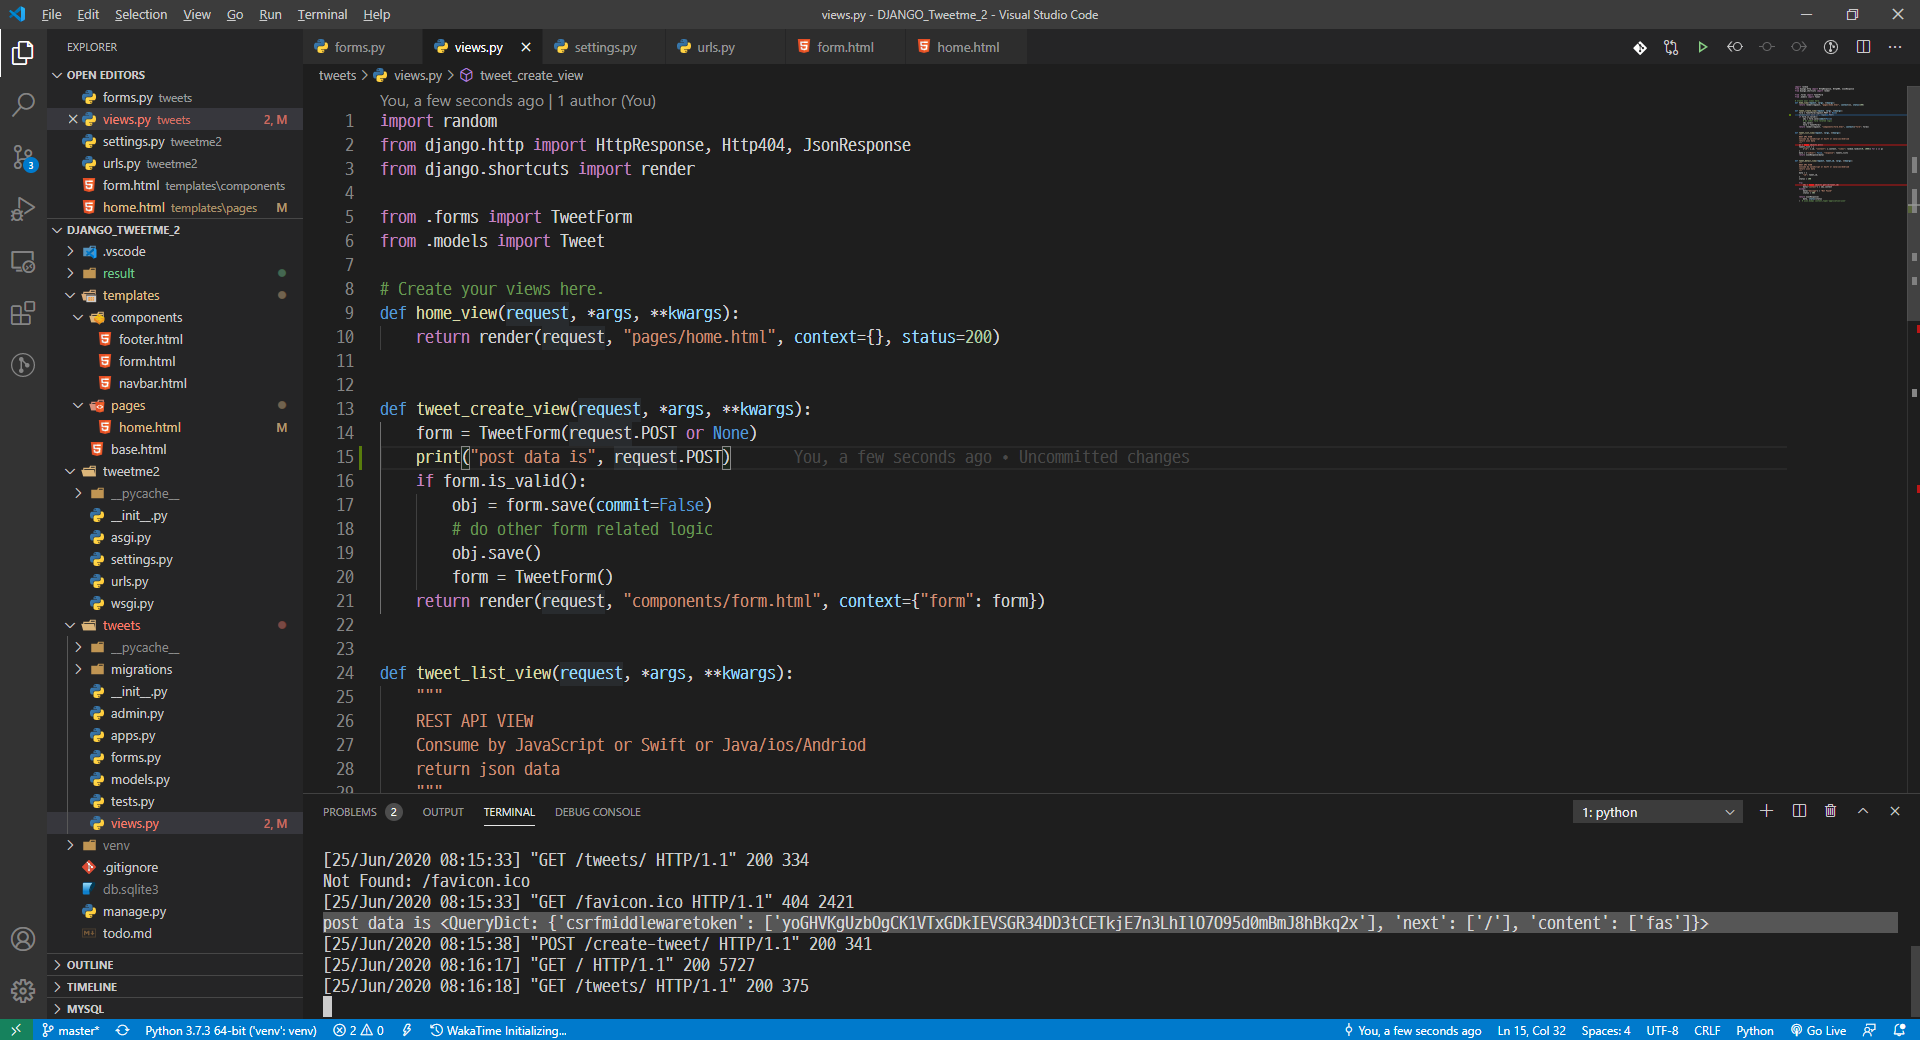 File Edit Selection View Go Run Terminal Help
views.py - DJANGO_Tweetme_2 - Visual Studio Code
EXPLORER
OPEN EDITORS
forms.py tweets
views.py tweets 2, M
settings.py tweetme2
urls.py tweetme2
form.html templates\components
home.html templates\pages M
DJANGO_TWEETME_2
.vscode
result
templates
components
footer.html
form.html
navbar.html
pages
home.html M
base.html
tweetme2
__pycache__
__init__.py
asgi.py
settings.py
urls.py
wsgi.py
tweets
__pycache__
migrations
__init__.py
admin.py
apps.py
forms.py
models.py
tests.py
views.py 2, M
venv
.gitignore
db.sqlite3
manage.py
todo.md
OUTLINE
TIMELINE
MYSQL
3
forms.py views.py settings.py urls.py form.html home.html
tweets > views.py > tweet_create_view
You, a few seconds ago | 1 author (You)
1 import random
2 from django.http import HttpResponse, Http404, JsonResponse
3 from django.shortcuts import render
4
5 from .forms import TweetForm
6 from .models import Tweet
7
8 # Create your views here.
9 def home_view(request, *args, **kwargs):
10 return render(request, "pages/home.html", context={}, status=200)
11
12
13 def tweet_create_view(request, *args, **kwargs):
14 form = TweetForm(request.POST or None)
15 print("post data is", request.POST) You, a few seconds ago • Uncommitted changes
16 if form.is_valid():
17 obj = form.save(commit=False)
18 # do other form related logic
19 obj.save()
20 form = TweetForm()
21 return render(request, "components/form.html", context={"form": form})
22
23
24 def tweet_list_view(request, *args, **kwargs):
25 """
26 REST API VIEW
27 Consume by JavaScript or Swift or Java/ios/Andriod
28 return json data
29 """
PROBLEMS 2 OUTPUT TERMINAL DEBUG CONSOLE
1: python
[25/Jun/2020 08:15:33] "GET /tweets/ HTTP/1.1" 200 334
Not Found: /favicon.ico
[25/Jun/2020 08:15:33] "GET /favicon.ico HTTP/1.1" 404 2421
post data is <QueryDict: {'csrfmiddlewaretoken': ['yoGHVKgUzbOgCK1VTxGDkIEVSGR34DD3tCETkjE7n3LhIlO7O95d0mBmJ8hBkq2x'], 'next': ['/'], 'content': ['fas']}>
[25/Jun/2020 08:15:38] "POST /create-tweet/ HTTP/1.1" 200 341
[25/Jun/2020 08:16:17] "GET / HTTP/1.1" 200 5727
[25/Jun/2020 08:16:18] "GET /tweets/ HTTP/1.1" 200 375
master* Python 3.7.3 64-bit ('venv': venv) 2 0 WakaTime Initializing... You, a few seconds ago Ln 15, Col 32 Spaces: 4 UTF-8 CRLF Python Go Live